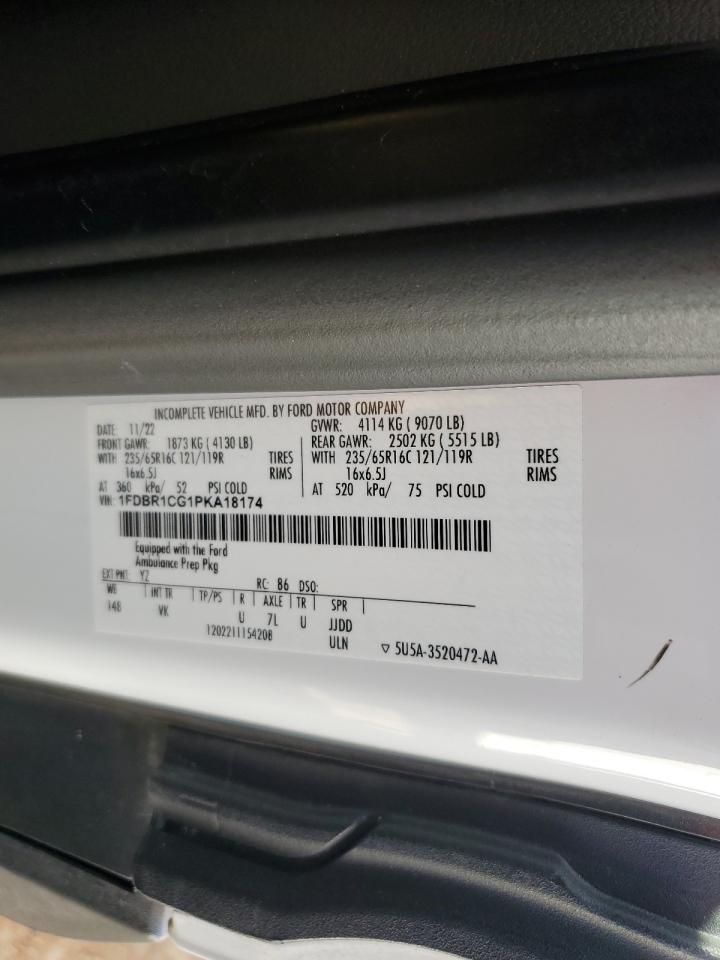 INCOMPLETE VEHICLE MFD. BY FORD MOTOR COMPANY
DATE: 11/22 GVWR: 4114 KG ( 9070 LB)
FRONT GAWR: 1873 KG ( 4130 LB) REAR GAWR: 2502 KG ( 5515 LB)
WITH 235/65R16C 121/119R TIRES WITH 235/65R16C 121/119R TIRES
16x6.5J RIMS 16x6.5J RIMS
AT 360 kPa/ 52 PSI COLD AT 520 kPa/ 75 PSI COLD
VIN: 1FDBR1CG1PKA18174
Equipped with the Ford
Ambulance Prep Pkg
EXT PNT: YZ RC: 86 DSO:
WB INT TR TP/PS R AXLE TR SPR
148 VK U 7L U JJDD
1202211154208 ULN ▽ 5U5A-3520472-AA